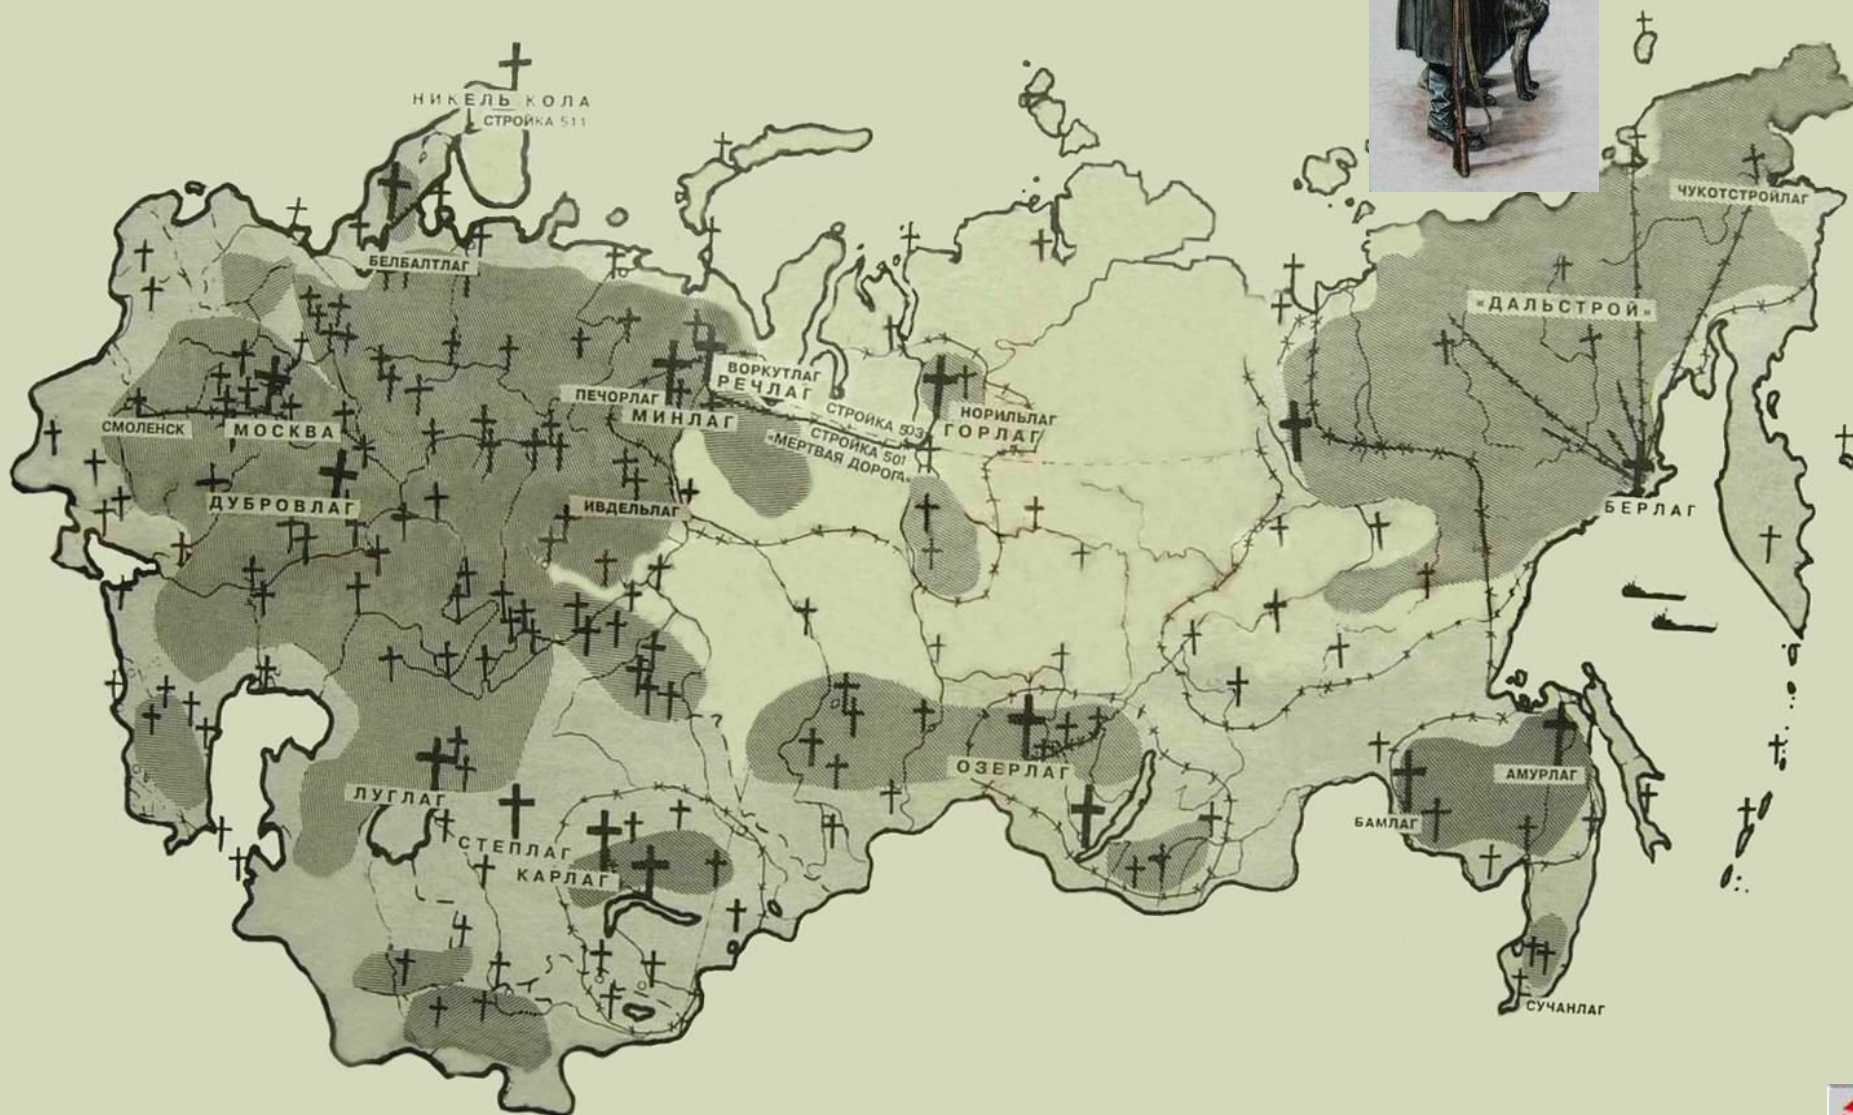 НИКЕЛЬ КОЛА
СТРОЙКА 511
ЧУКОТСТРОЙЛАГ
БЕЛБАЛТЛАГ
«ДАЛЬСТРОЙ»
ВОРКУТЛАГ
РЕЧЛАГ
ПЕЧОРЛАГ
МИНЛАГ
СТРОЙКА 503
СТРОЙКА 501
«МЕРТВАЯ ДОРОГА»
НОРИЛЬЛАГ
ГОРЛАГ
СМОЛЕНСК
МОСКВА
ДУБРОВЛАГ
ИВДЕЛЬЛАГ
БЕРЛАГ
ОЗЕРЛАГ
АМУРЛАГ
ЛУГЛАГ
БАМЛАГ
СТЕПЛАГ
КАРЛАГ
СУЧАНЛАГ
?